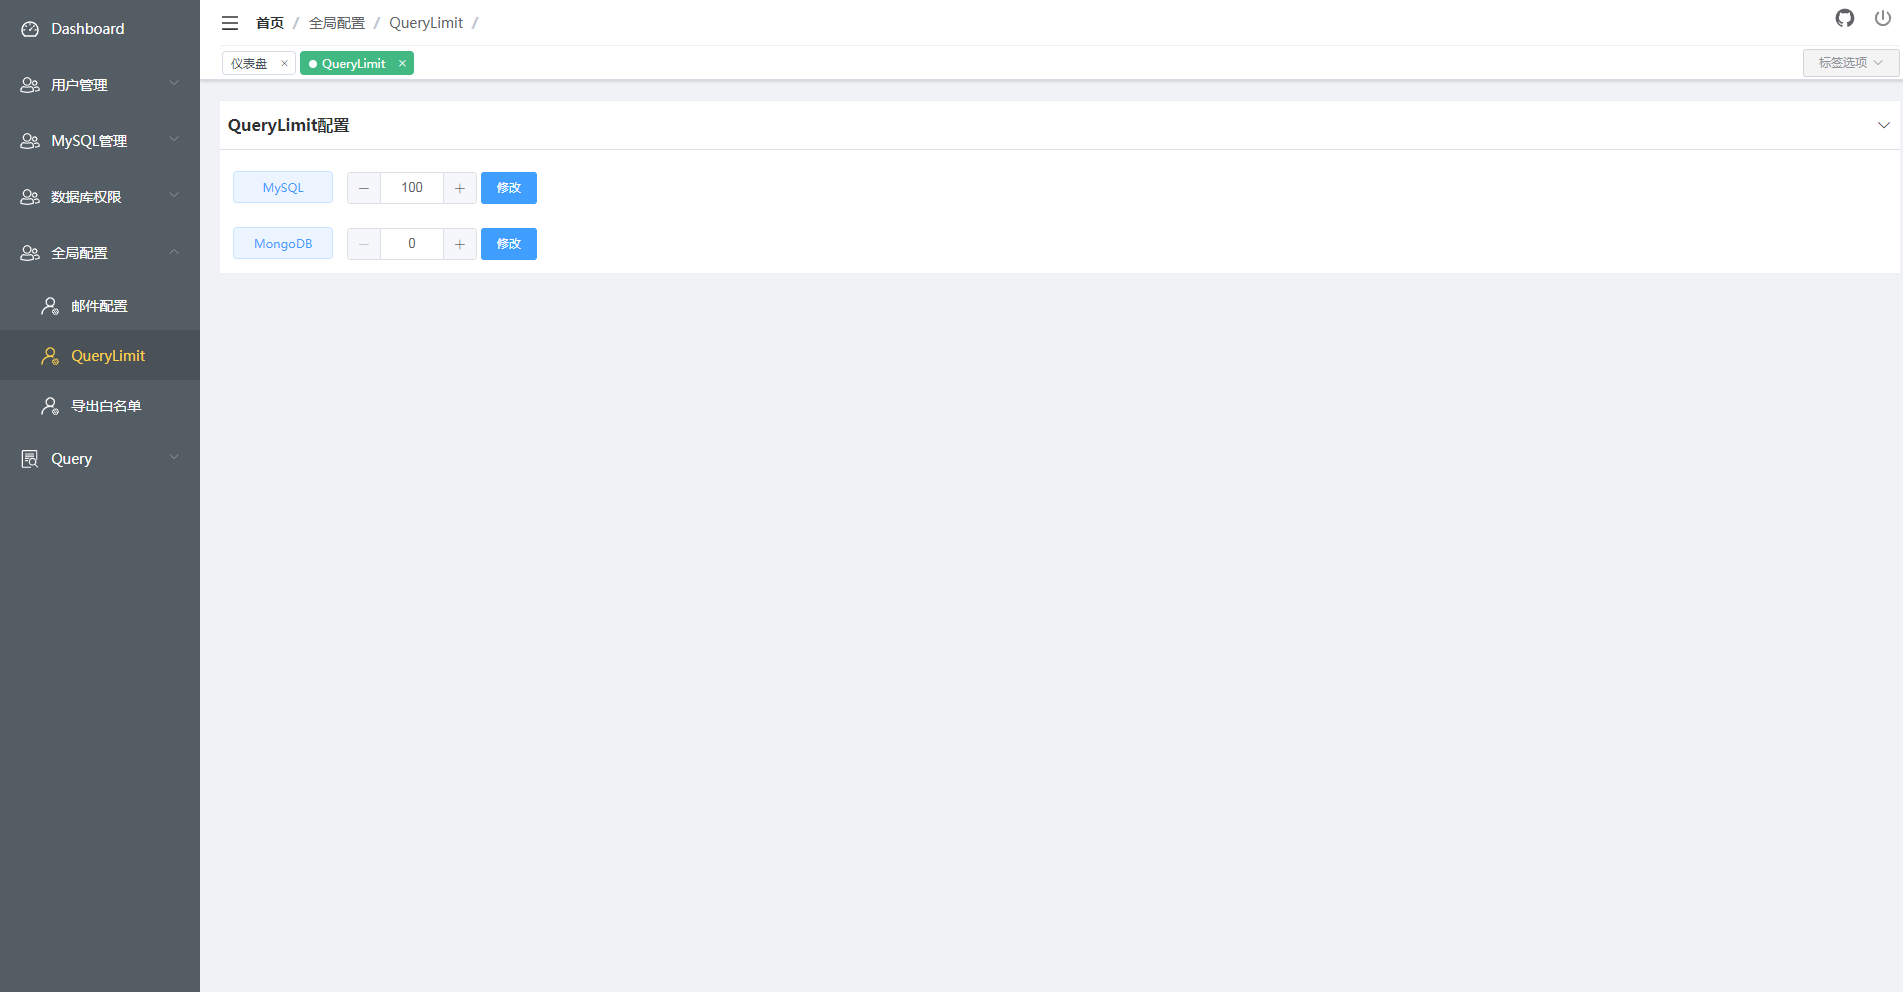 Dashboard
用户管理
MySQL管理
数据库权限
全局配置
邮件配置
QueryLimit
导出白名单
Query
首页 / 全局配置 / QueryLimit /
仪表盘 × QueryLimit ×
标签选项
QueryLimit配置
MySQL − 100 + 修改
MongoDB − 0 + 修改